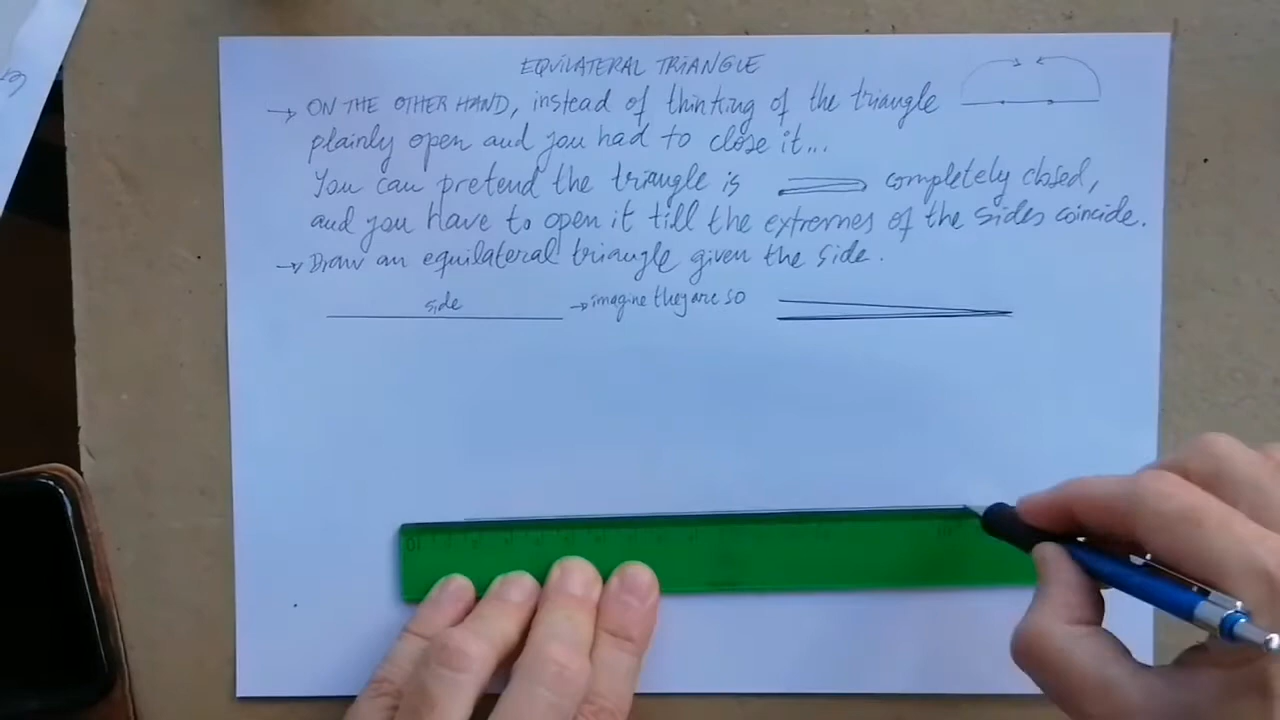 EQUILATERAL TRIANGLE
→ ON THE OTHER HAND, instead of thinking of the triangle
plainly open and you had to close it...
You can pretend the triangle is completely closed,
and you have to open it till the extremes of the sides coincide.
→ Draw an equilateral triangle given the side.
side → imagine they are so